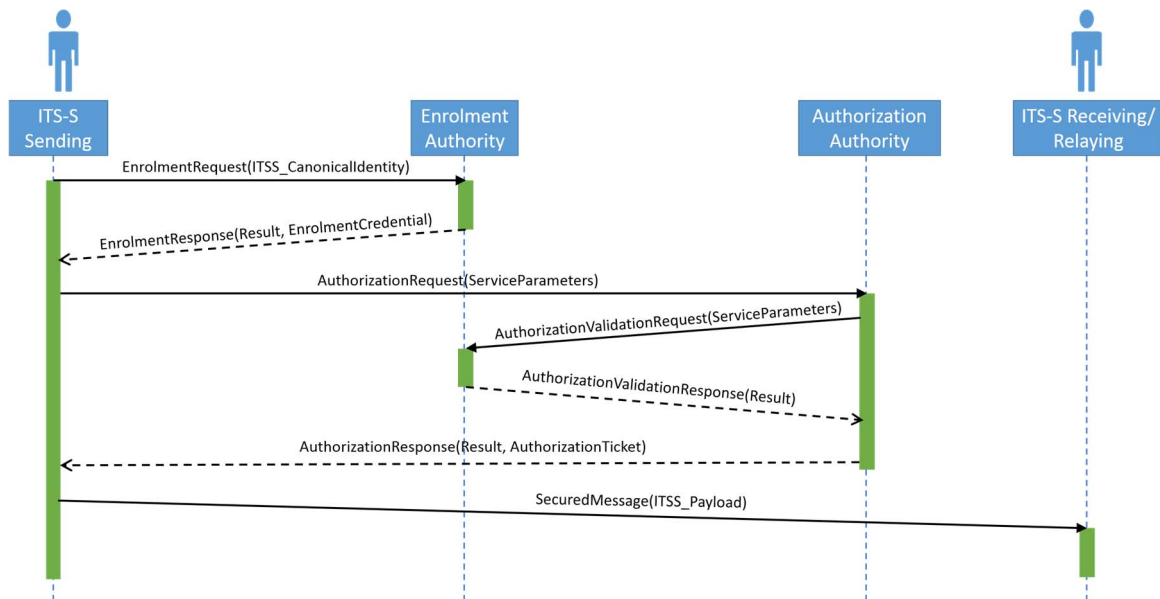 ITS-S
Sending
Enrolment
Authority
Authorization
Authority
ITS-S Receiving/
Relaying
EnrolmentRequest(ITSS_CanonicalIdentity)
EnrolmentResponse(Result, EnrolmentCredential)
AuthorizationRequest(ServiceParameters)
AuthorizationValidationRequest(ServiceParameters)
AuthorizationValidationResponse(Result)
AuthorizationResponse(Result, AuthorizationTicket)
SecuredMessage(ITSS_Payload)